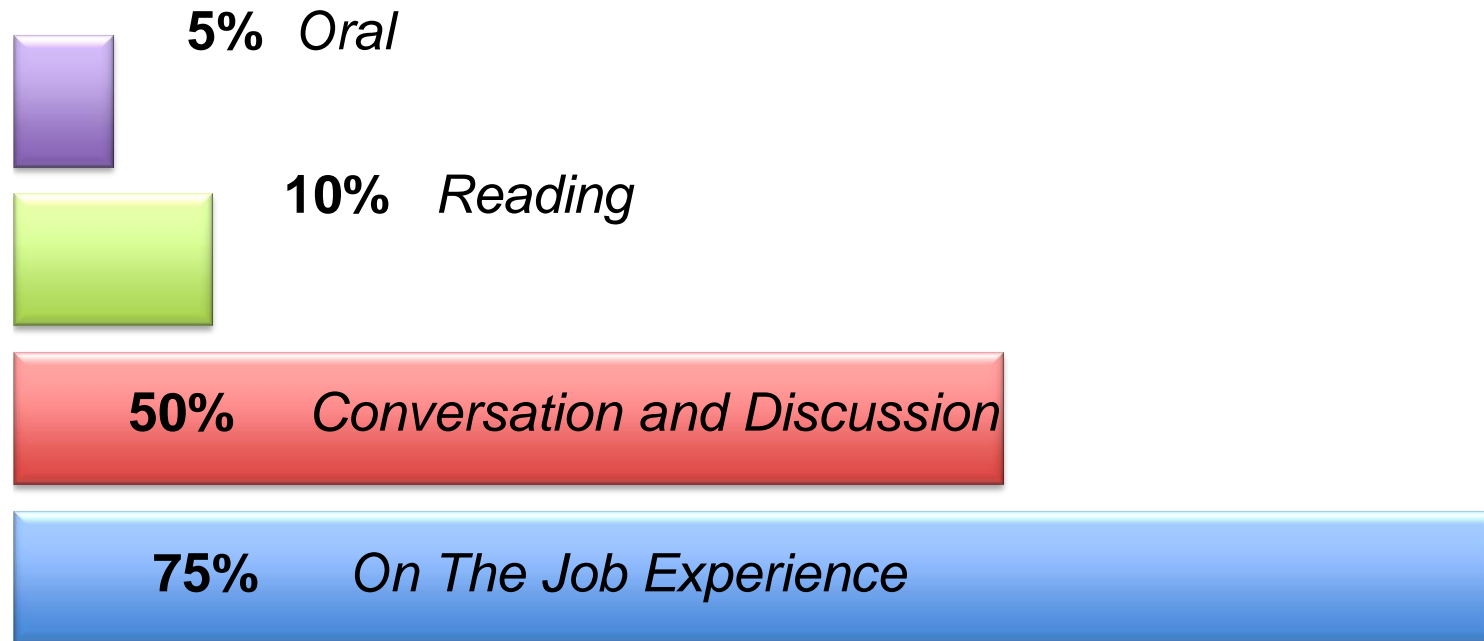 5% Oral
10% Reading
50% Conversation and Discussion
75% On The Job Experience